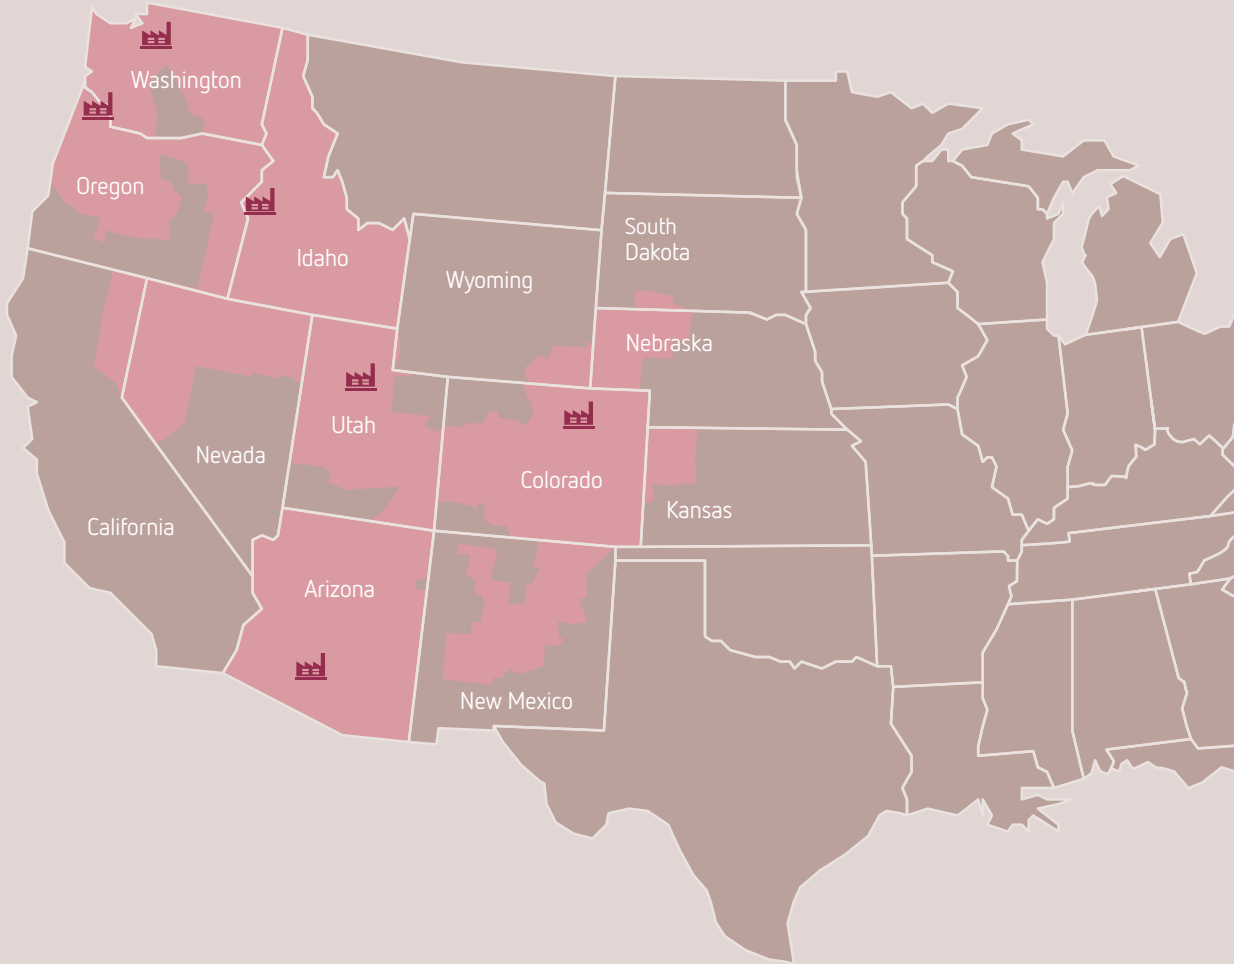 Washington
Oregon
Idaho
South
Dakota
Wyoming
Nebraska
Utah
Nevada
Colorado
Kansas
California
Arizona
New Mexico